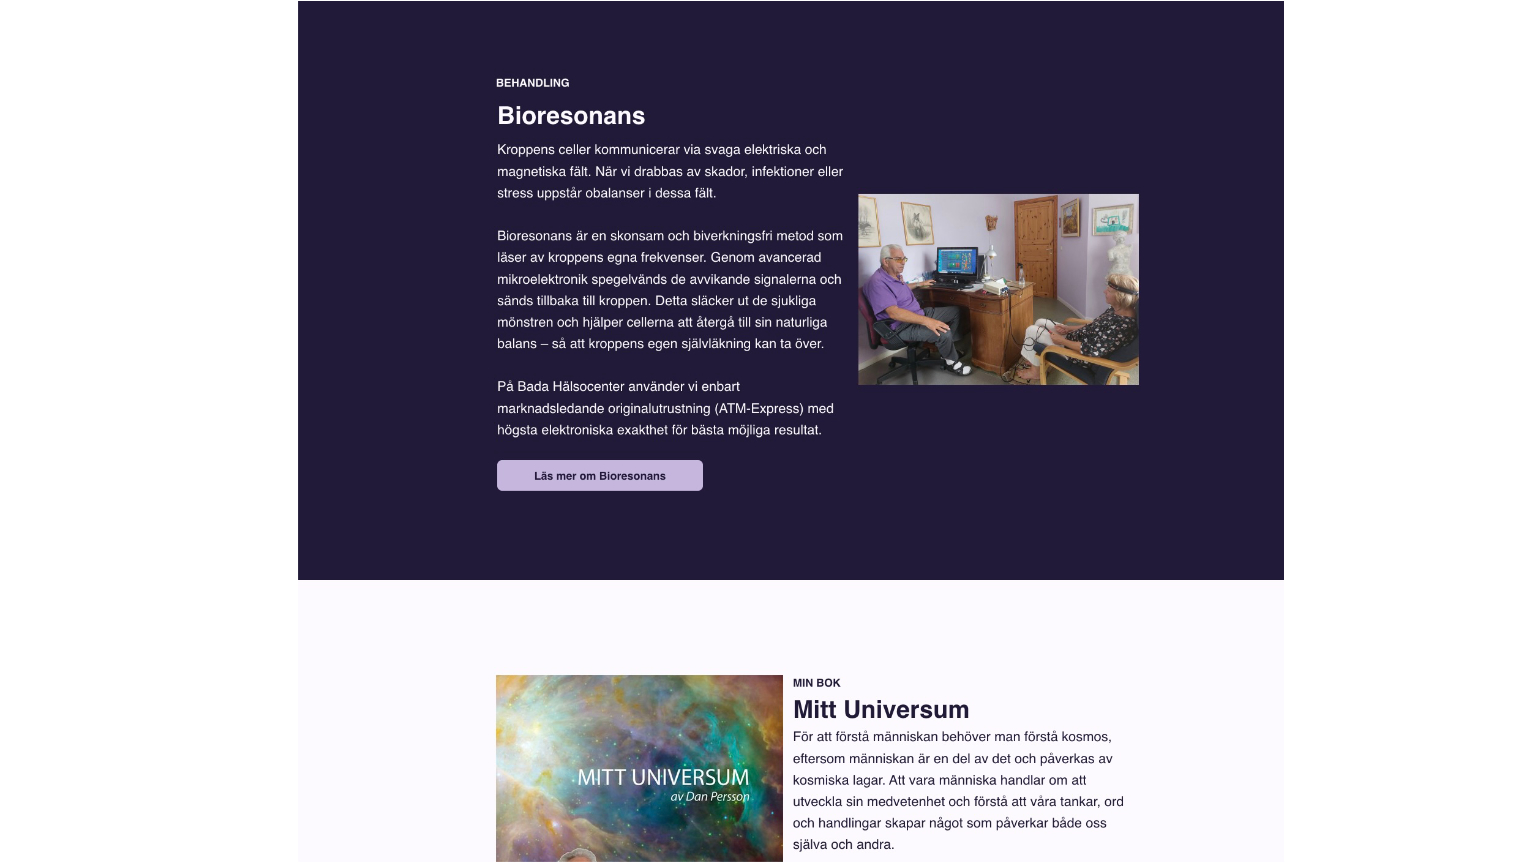 BEHANDLING
Bioresonans
Kroppens celler kommunicerar via svaga elektriska och
magnetiska fält. När vi drabbas av skador, infektioner eller
stress uppstår obalanser i dessa fält.
Bioresonans är en skonsam och biverkningsfri metod som
läser av kroppens egna frekvenser. Genom avancerad
mikroelektronik spegelvänds de avvikande signalerna och
sänds tillbaka till kroppen. Detta släcker ut de sjukliga
mönstren och hjälper cellerna att återgå till sin naturliga
balans – så att kroppens egen självläkning kan ta över.
På Bada Hälsocenter använder vi enbart
marknadsledande originalutrustning (ATM-Express) med
högsta elektroniska exakthet för bästa möjliga resultat.
Läs mer om Bioresonans
MITT UNIVERSUM
av Dan Persson
MIN BOK
Mitt Universum
För att förstå människan behöver man förstå kosmos,
eftersom människan är en del av det och påverkas av
kosmiska lagar. Att vara människa handlar om att
utveckla sin medvetenhet och förstå att våra tankar, ord
och handlingar skapar något som påverkar både oss
själva och andra.